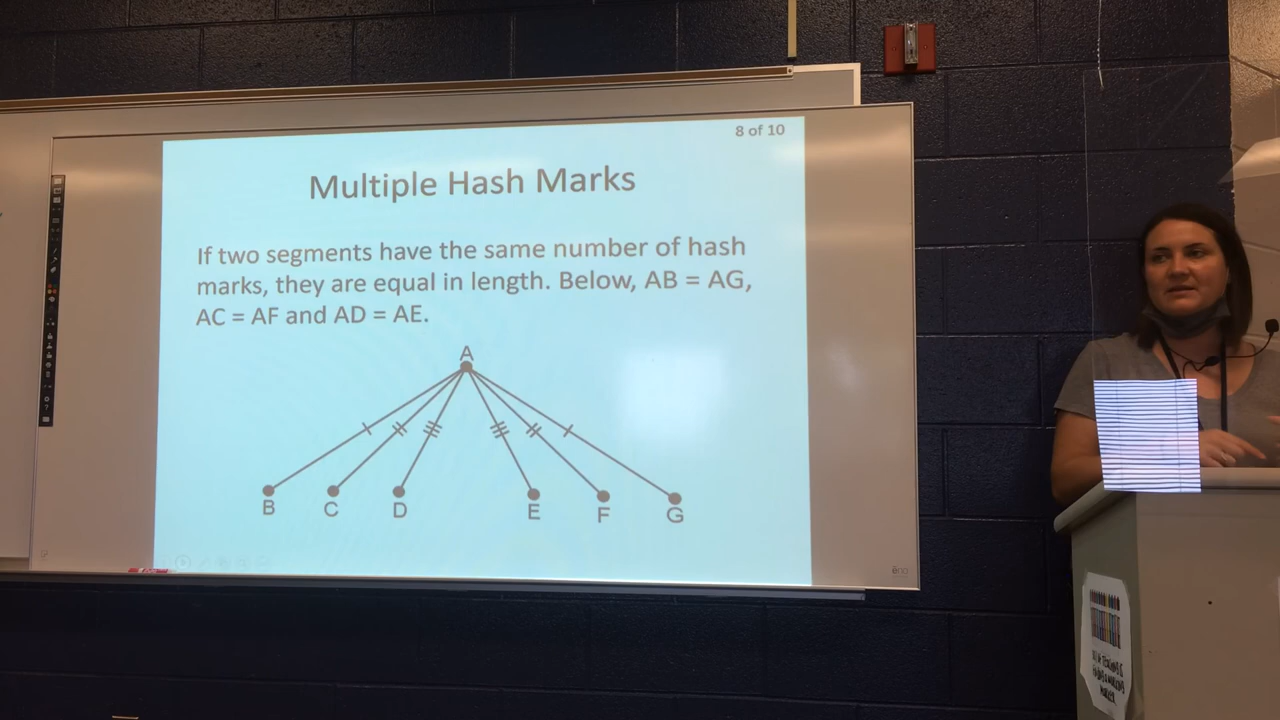 8 of 10
Multiple Hash Marks
If two segments have the same number of hash
marks, they are equal in length. Below, AB = AG,
AC = AF and AD = AE.
A
B C D E F G
ēno